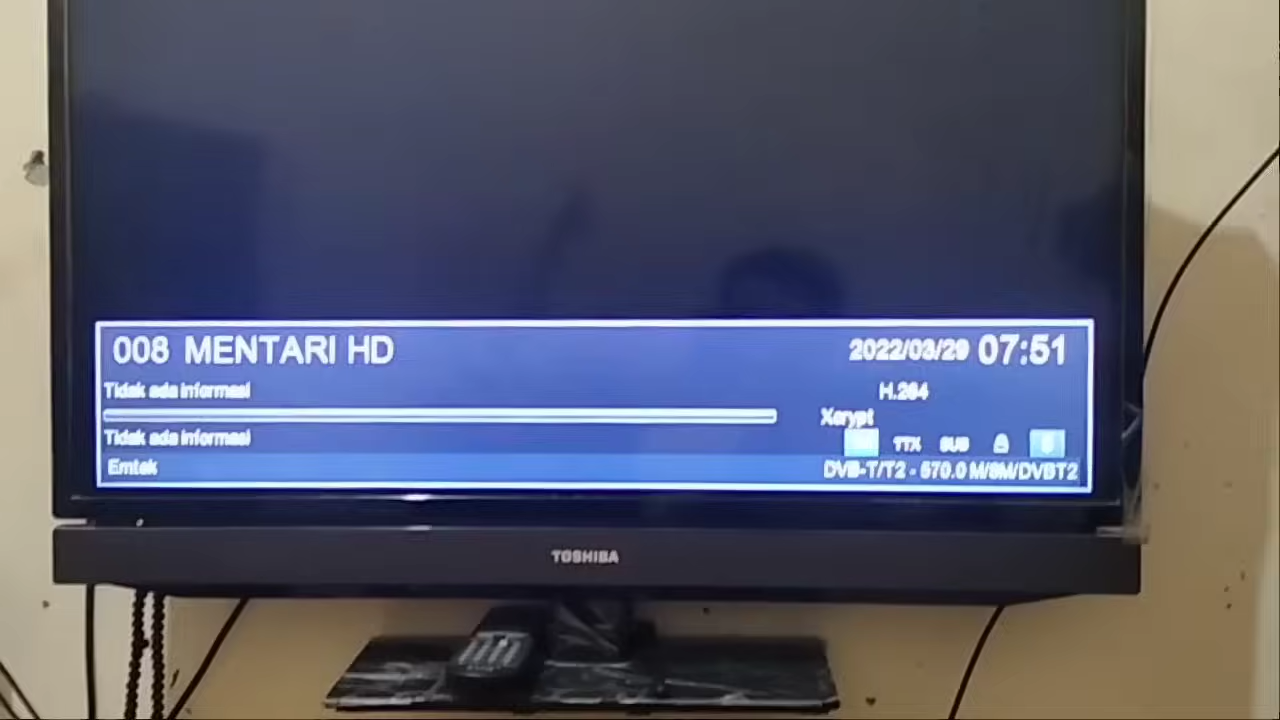 008 MENTARI HD 2022/03/29 07:51
Tidak ada informasi H.264
Xcrypt
Tidak ada informasi TTX SUB
Emtek DVB-T/T2 - 570.0 M/8M/DVBT2
TOSHIBA